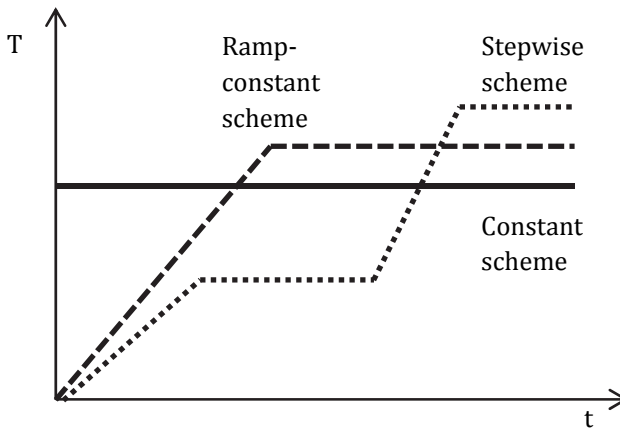 T
Ramp-
constant
scheme
Stepwise
scheme
Constant
scheme
t